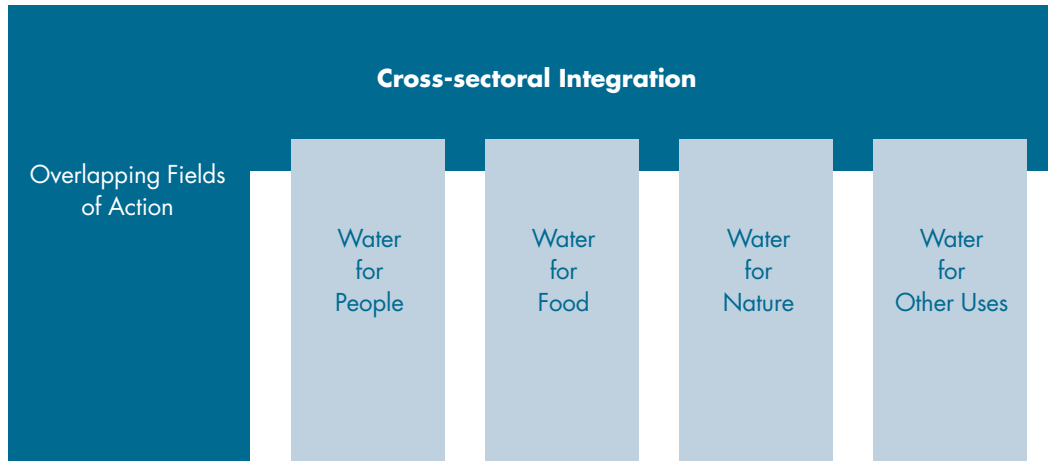 Cross-sectoral Integration
Overlapping Fields
of Action
Water
for
People
Water
for
Food
Water
for
Nature
Water
for
Other Uses